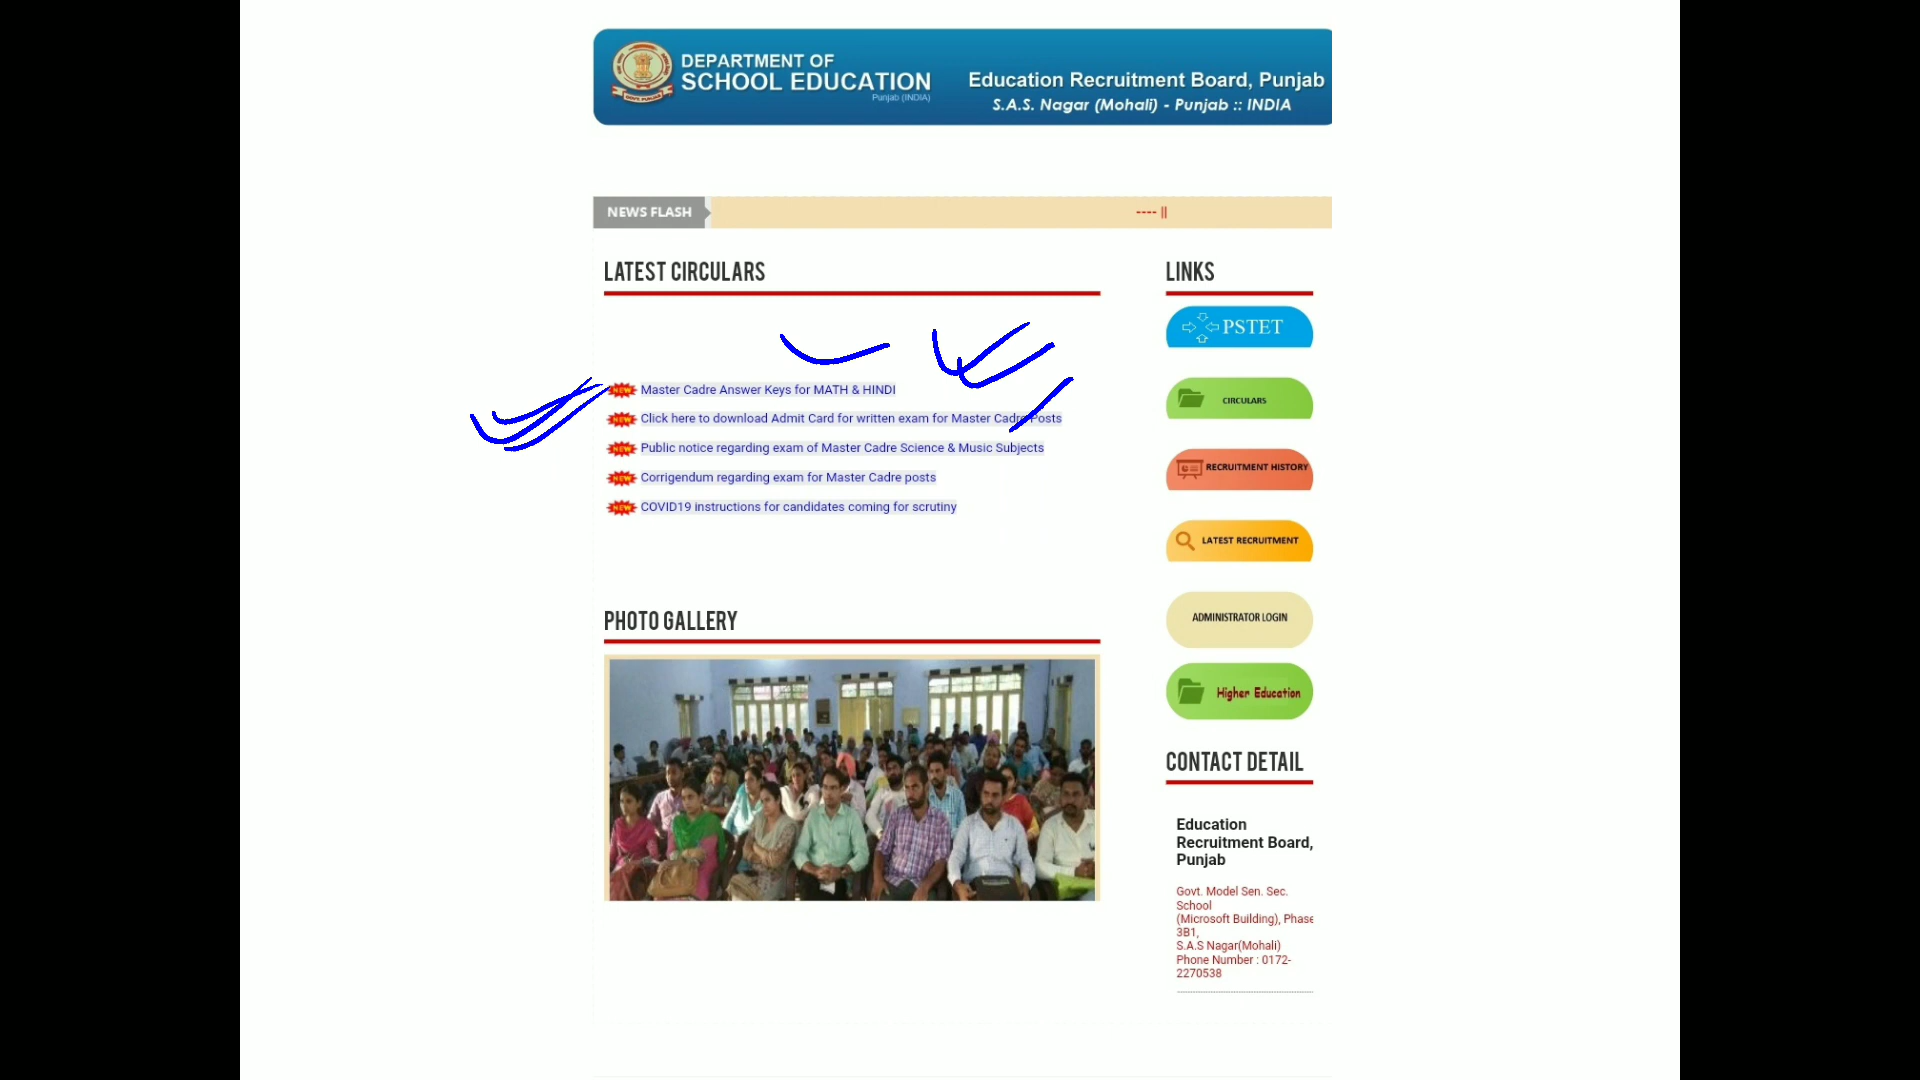 DEPARTMENT OF
SCHOOL EDUCATION
Punjab (INDIA)
Education Recruitment Board, Punjab
S.A.S. Nagar (Mohali) - Punjab :: INDIA
NEWS FLASH
---- ||
LATEST CIRCULARS
NEW Master Cadre Answer Keys for MATH & HINDI
NEW Click here to download Admit Card for written exam for Master Cadre Posts
NEW Public notice regarding exam of Master Cadre Science & Music Subjects
NEW Corrigendum regarding exam for Master Cadre posts
NEW COVID19 instructions for candidates coming for scrutiny
PHOTO GALLERY
LINKS
PSTET
CIRCULARS
RECRUITMENT HISTORY
LATEST RECRUITMENT
ADMINISTRATOR LOGIN
Higher Education
CONTACT DETAIL
Education
Recruitment Board,
Punjab
Govt. Model Sen. Sec.
School
(Microsoft Building), Phase
3B1,
S.A.S Nagar(Mohali)
Phone Number : 0172-
2270538